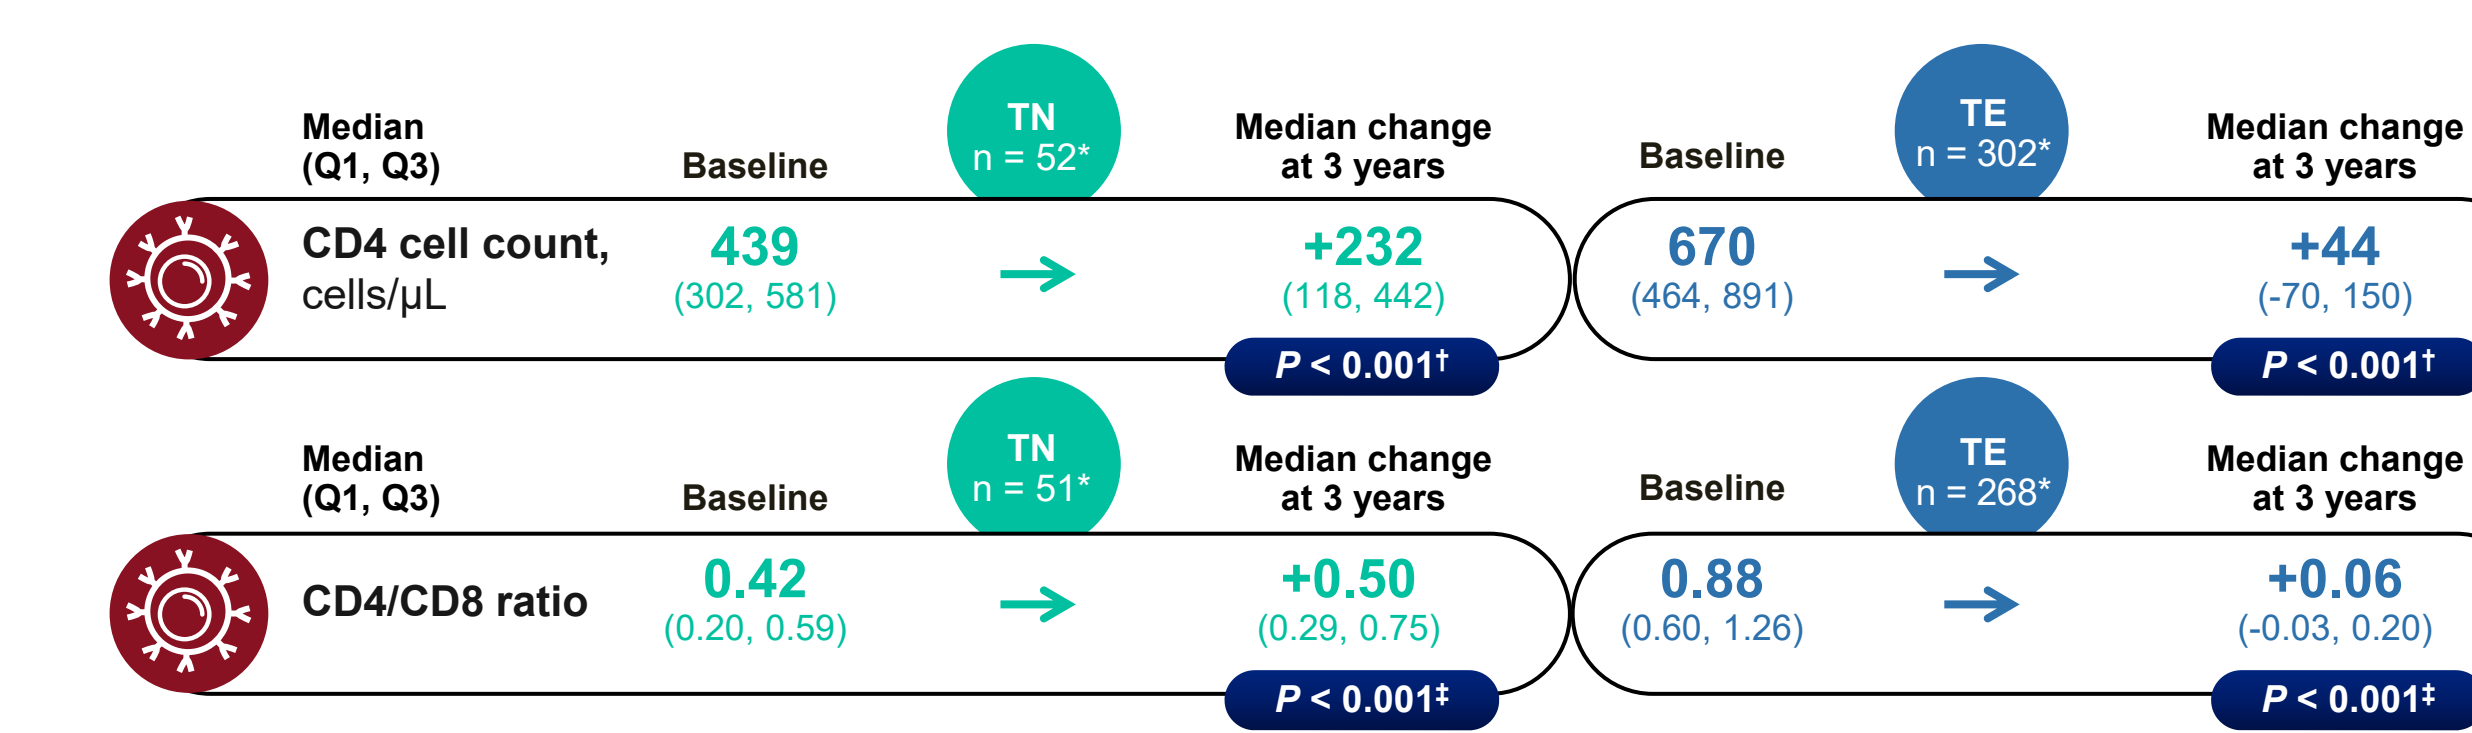 Median
(Q1, Q3)
Baseline
TN
n = 52*
Median change
at 3 years
Baseline
TE
n = 302*
Median change
at 3 years
CD4 cell count,
cells/μL
439
(302, 581)
+232
(118, 442)
P < 0.001†
670
(464, 891)
+44
(-70, 150)
P < 0.001†
Median
(Q1, Q3)
Baseline
TN
n = 51*
Median change
at 3 years
Baseline
TE
n = 268*
Median change
at 3 years
CD4/CD8 ratio
0.42
(0.20, 0.59)
+0.50
(0.29, 0.75)
P < 0.001‡
0.88
(0.60, 1.26)
+0.06
(-0.03, 0.20)
P < 0.001‡